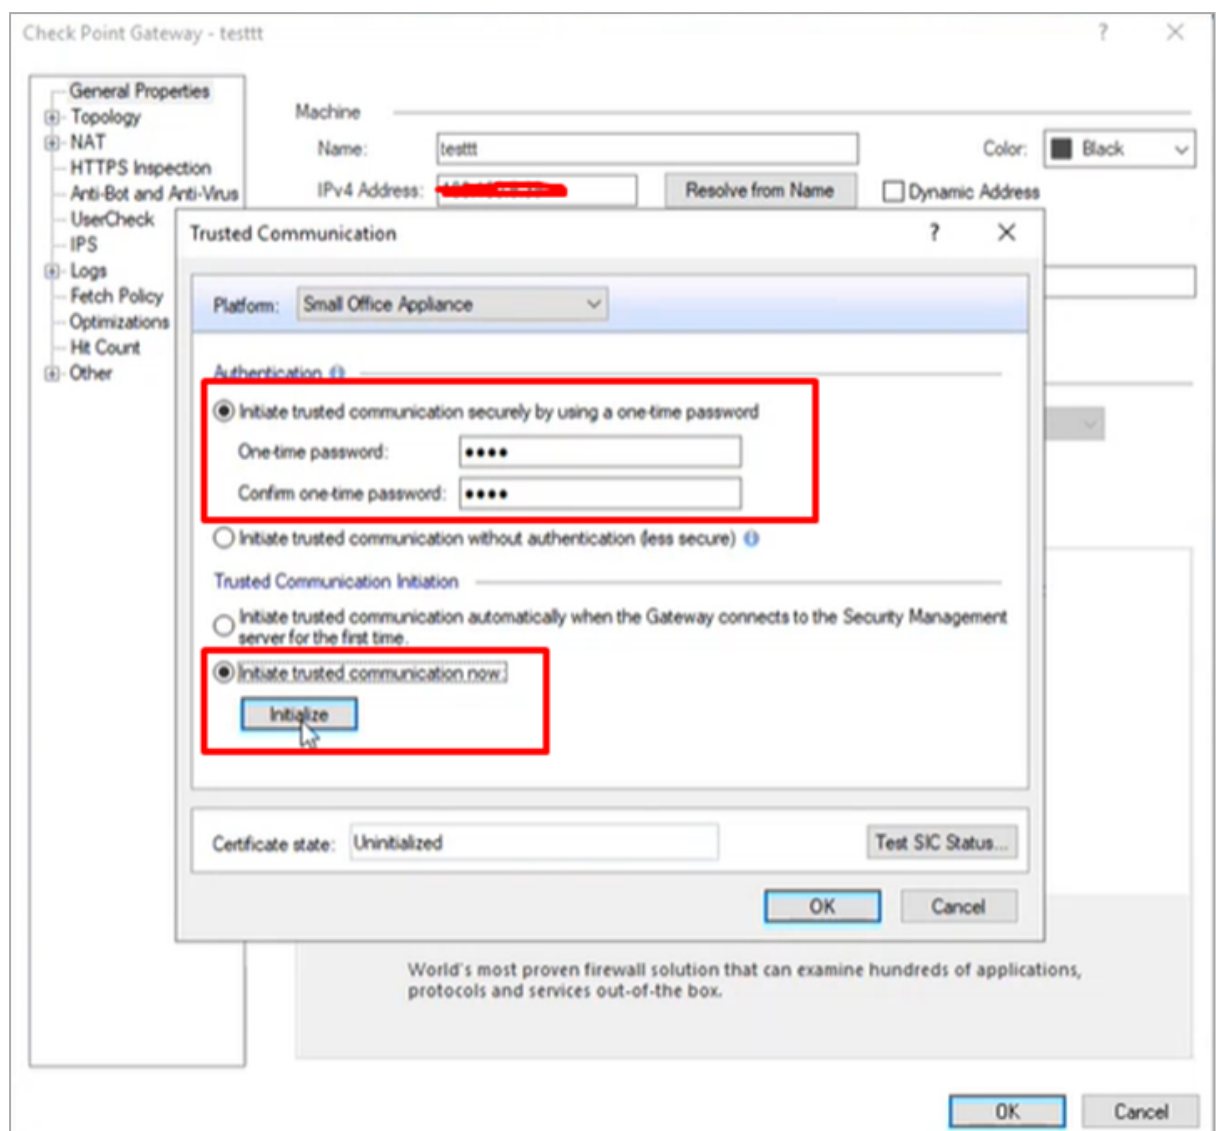 Check Point Gateway - testtt
General Properties
Topology
NAT
HTTPS Inspection
Anti-Bot and Anti-Virus
UserCheck
IPS
Logs
Fetch Policy
Optimizations
Hit Count
Other
Machine
Name: testtt Color: Black
IPv4 Address: Resolve from Name Dynamic Address
Trusted Communication
Platform: Small Office Appliance
Authentication
Initiate trusted communication securely by using a one-time password
One-time password: ••••
Confirm one-time password: ••••
Initiate trusted communication without authentication (less secure)
Trusted Communication Initiation
Initiate trusted communication automatically when the Gateway connects to the Security Management
server for the first time.
Initiate trusted communication now:
Initialize
Certificate state: Uninitialized Test SIC Status...
OK Cancel
World's most proven firewall solution that can examine hundreds of applications,
protocols and services out-of-the box.
OK Cancel